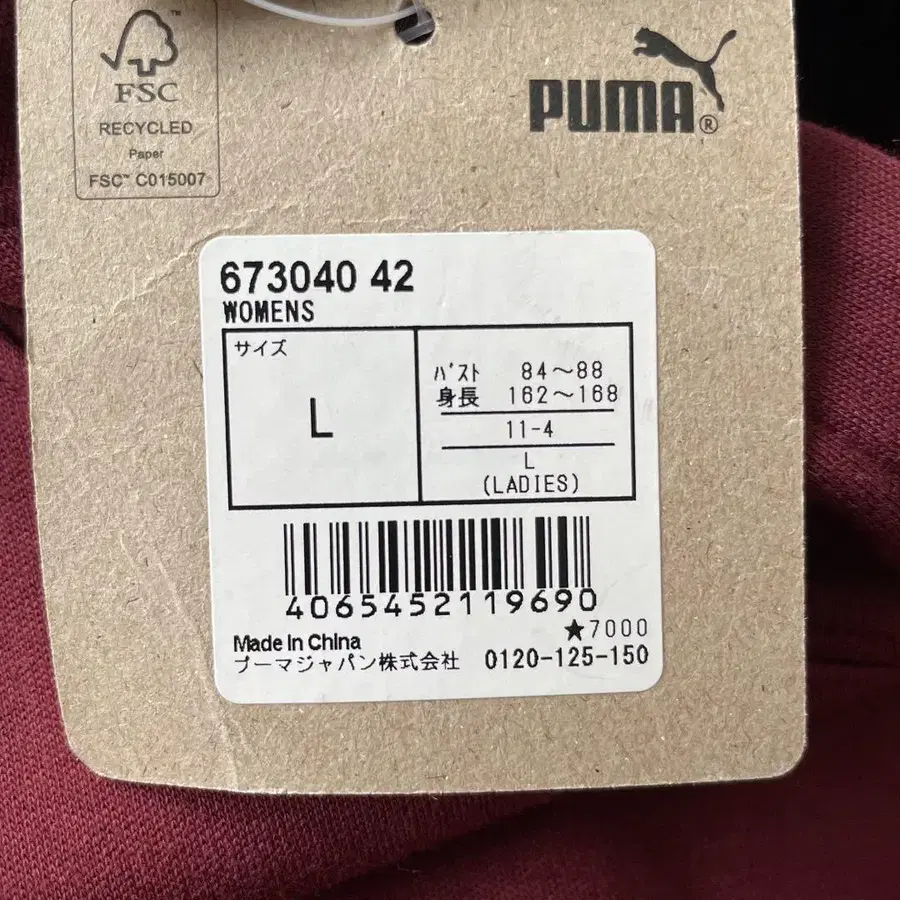 FSC™
RECYCLED
Paper
FSC™ C015007
PUMA®
673040 42
WOMENS
サイズ
L
ﾊﾞｽﾄ 84～88
身長 162～168
11-4
L
(LADIES)
4065452119690
★7000
Made in China
プーマジャパン株式会社 0120-125-150